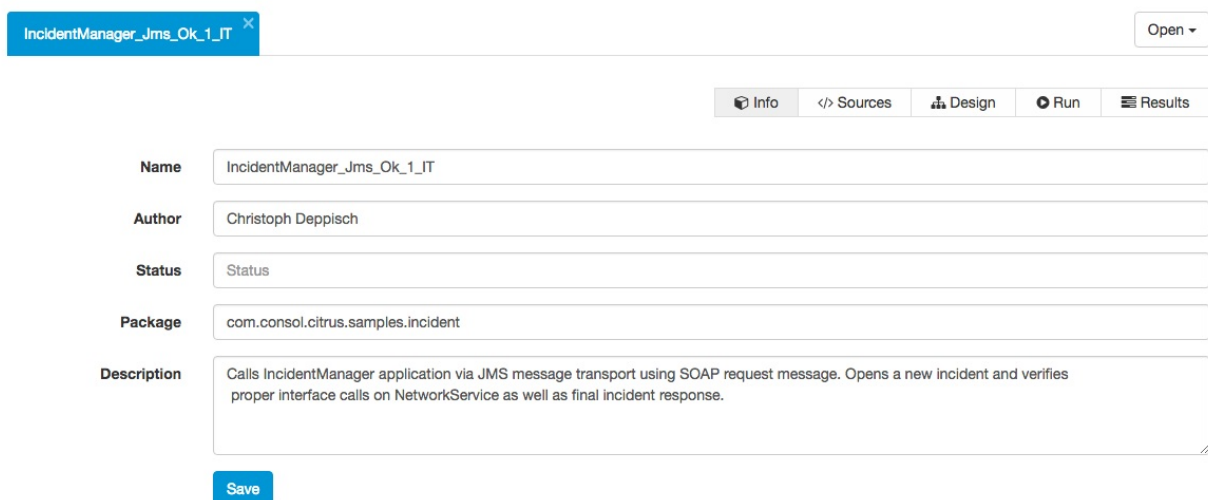 IncidentManager_Jms_Ok_1_IT ×
Open
Info </> Sources Design Run Results
Name IncidentManager_Jms_Ok_1_IT
Author Christoph Deppisch
Status Status
Package com.consol.citrus.samples.incident
Description Calls IncidentManager application via JMS message transport using SOAP request message. Opens a new incident and verifies
proper interface calls on NetworkService as well as final incident response.
Save